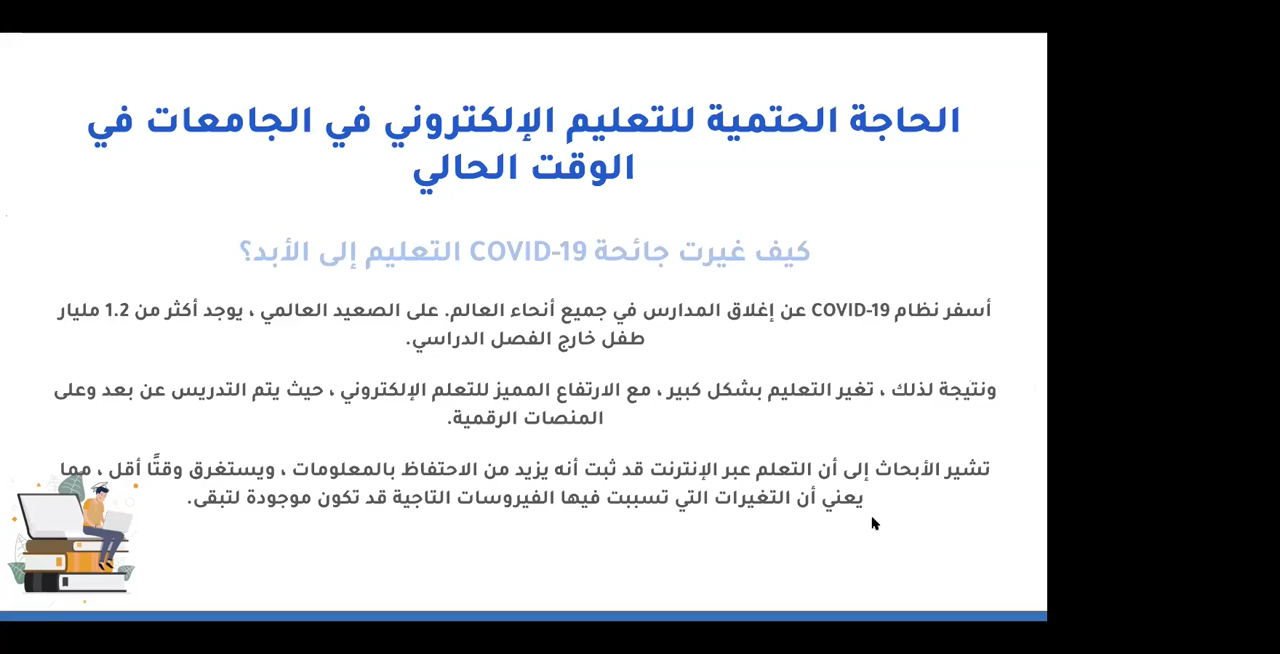 الحاجة الحتمية للتعليم الإلكتروني في الجامعات في
الوقت الحالي
كيف غيرت جائحة COVID-19 التعليم إلى الأبد؟
أسفر نظام COVID-19 عن إغلاق المدارس في جميع أنحاء العالم. على الصعيد العالمي ، يوجد أكثر من 1.2 مليار
طفل خارج الفصل الدراسي.
ونتيجة لذلك ، تغير التعليم بشكل كبير ، مع الارتفاع المميز للتعلم الإلكتروني ، حيث يتم التدريس عن بعد وعلى
المنصات الرقمية.
تشير الأبحاث إلى أن التعلم عبر الإنترنت قد ثبت أنه يزيد من الاحتفاظ بالمعلومات ، ويستغرق وقتًا أقل ، مما
يعني أن التغيرات التي تسببت فيها الفيروسات التاجية قد تكون موجودة لتبقى.